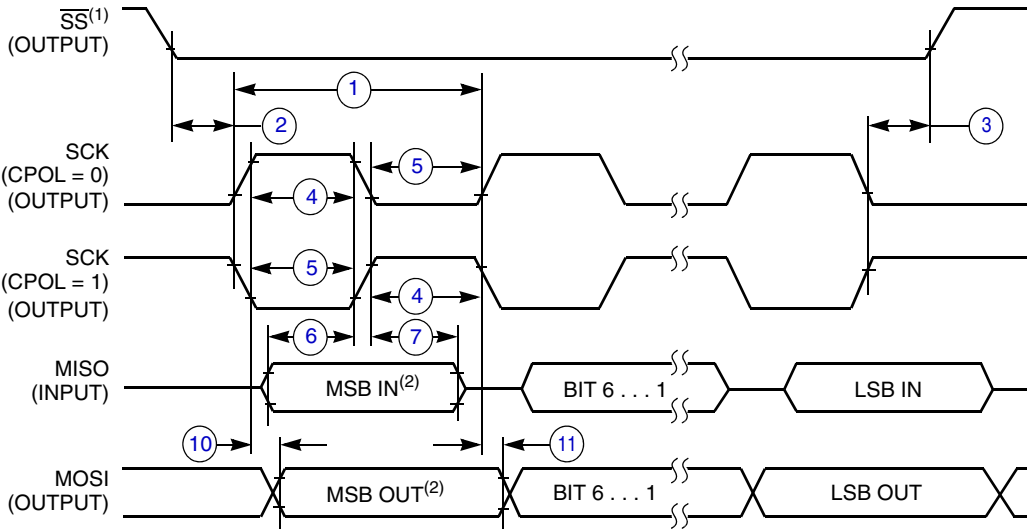 SS(1)
(OUTPUT)
1
2
3
SCK
(CPOL = 0)
(OUTPUT)
5
4
SCK
(CPOL = 1)
(OUTPUT)
5
4
6
7
MISO
(INPUT)
MSB IN(2)
BIT 6 . . . 1
LSB IN
10
11
MOSI
(OUTPUT)
MSB OUT(2)
BIT 6 . . . 1
LSB OUT